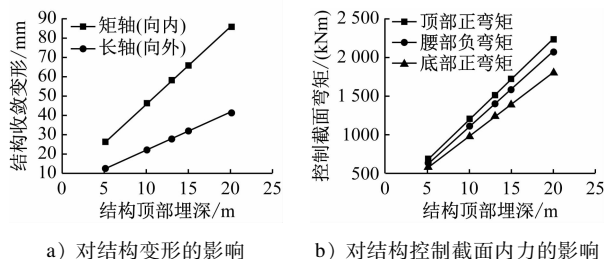 90
80
70
60
50
40
30
20
10
0 5 10 15 20 25
结构收敛变形/mm
矩轴(向内)
长轴(向外)
结构顶部埋深/m
a）对结构变形的影响
2 500
2 000
1 500
1 000
500
0 5 10 15 20 25
控制截面弯矩/(kNm)
顶部正弯矩
腰部负弯矩
底部正弯矩
结构顶部埋深/m
b）对结构控制截面内力的影响